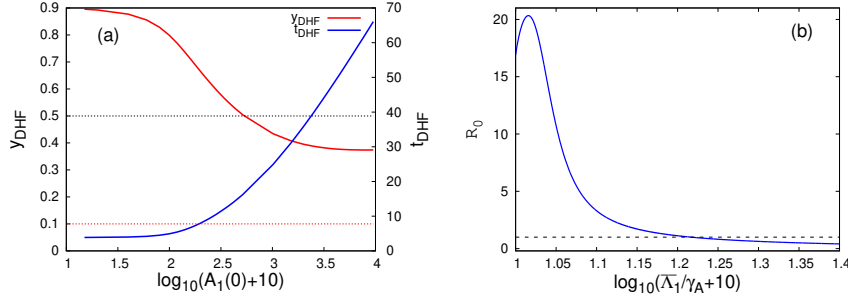 (a)
y_DHF
t_DHF
y_DHF
0.9
0.8
0.7
0.6
0.5
0.4
0.3
0.2
0.1
0
70
60
50
40
30
20
10
0
t_DHF
1 1.5 2 2.5 3 3.5 4
log10(A1(0)+10)
(b)
R0
20
15
10
5
0
1 1.05 1.1 1.15 1.2 1.25 1.3 1.35 1.4
log10(Λ̅1/γA+10)